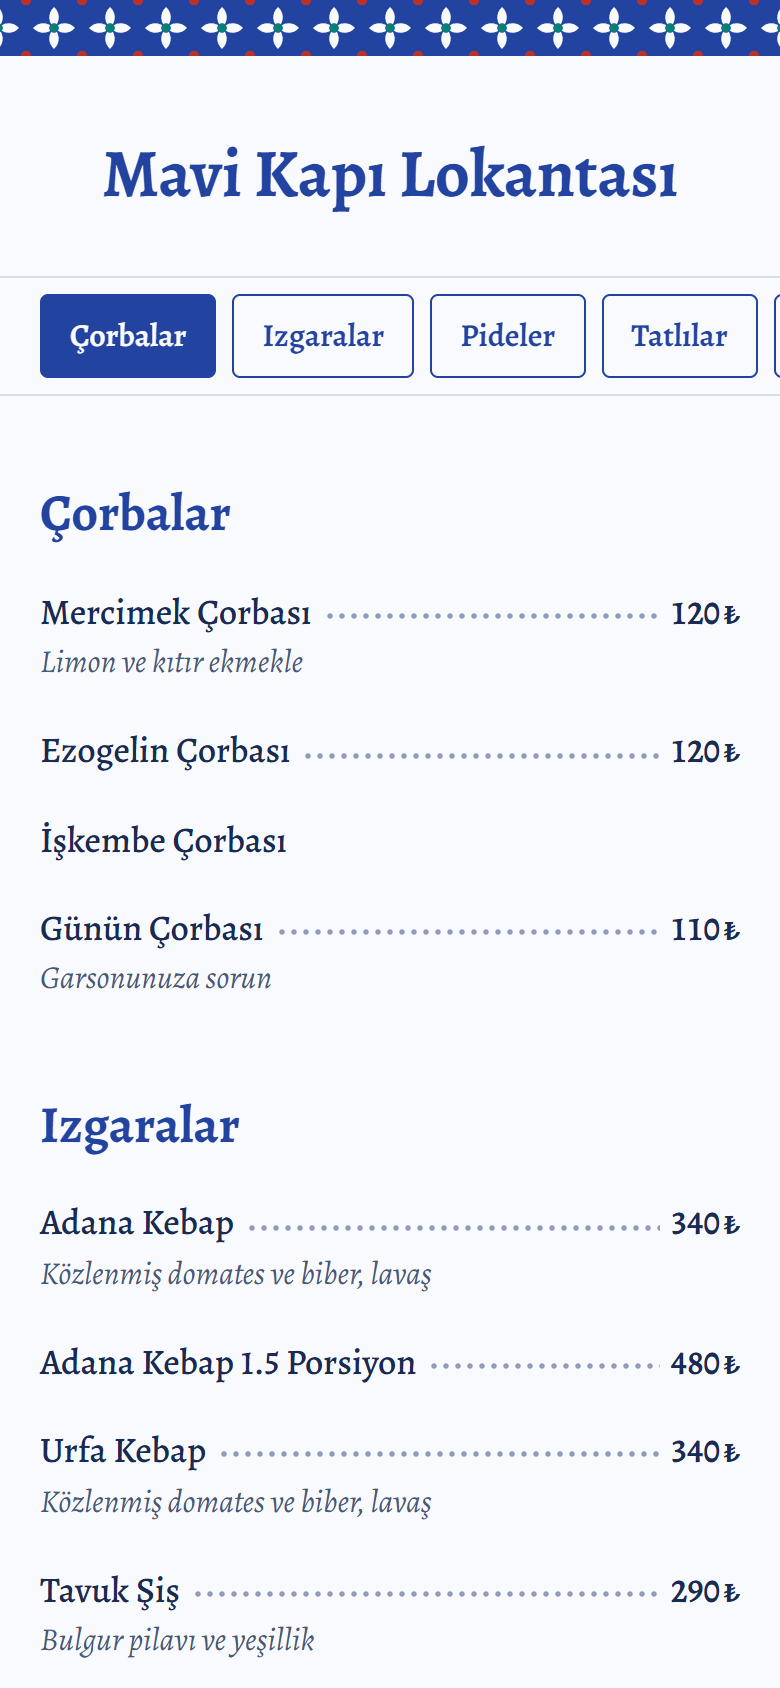 Mavi Kapı Lokantası
Çorbalar Izgaralar Pideler Tatlılar
Çorbalar
Mercimek Çorbası 120₺
Limon ve kıtır ekmekle
Ezogelin Çorbası 120₺
İşkembe Çorbası
Günün Çorbası 110₺
Garsonunuza sorun
Izgaralar
Adana Kebap 340₺
Közlenmiş domates ve biber, lavaş
Adana Kebap 1.5 Porsiyon 480₺
Urfa Kebap 340₺
Közlenmiş domates ve biber, lavaş
Tavuk Şiş 290₺
Bulgur pilavı ve yeşillik